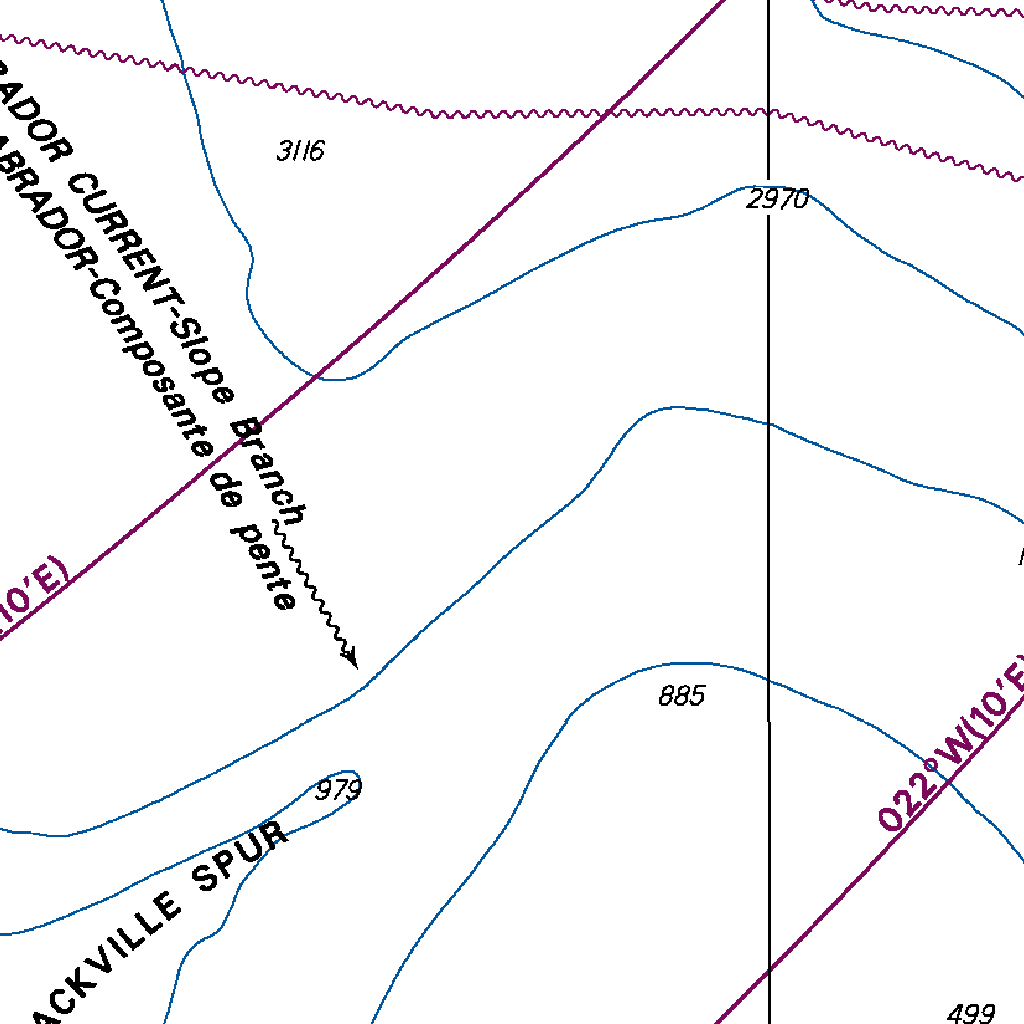 3116
2970
RADOR CURRENT-Slope Branch
ABRADOR-Composante de pente
10'E)
885
022°W(10'E)
979
ACKVILLE SPUR
499